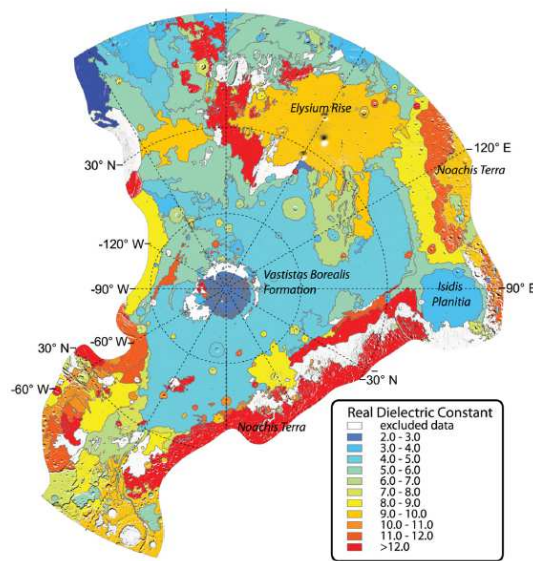 Elysium Rise
120° E
Noachis Terra
30° N
-120° W
Vastistas Borealis
Formation
-90° W
Isidis
Planitia
90° E
-60° W
30° N
-60° W
30° N
Noachis Terra
Real Dielectric Constant
excluded data
2.0 - 3.0
3.0 - 4.0
4.0 - 5.0
5.0 - 6.0
6.0 - 7.0
7.0 - 8.0
8.0 - 9.0
9.0 - 10.0
10.0 - 11.0
11.0 - 12.0
>12.0